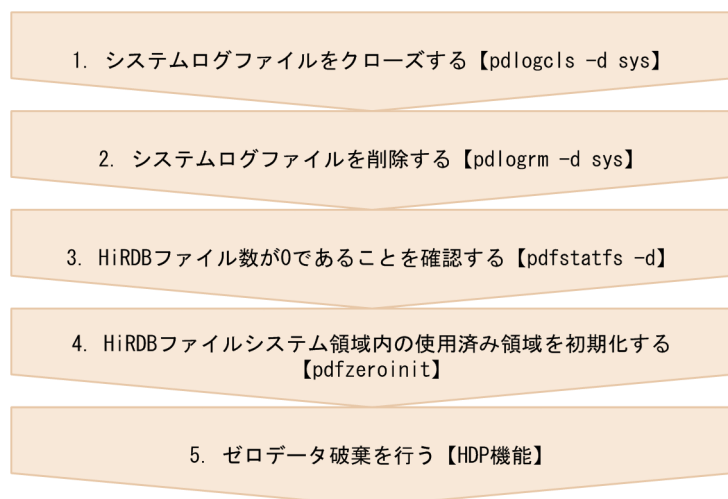 1. システムログファイルをクローズする【pdlogcls -d sys】
2. システムログファイルを削除する【pdlogrm -d sys】
3. HiRDBファイル数が0であることを確認する【pdfstatfs -d】
4. HiRDBファイルシステム領域内の使用済み領域を初期化する
【pdfzeroinit】
5. ゼロデータ破棄を行う【HDP機能】